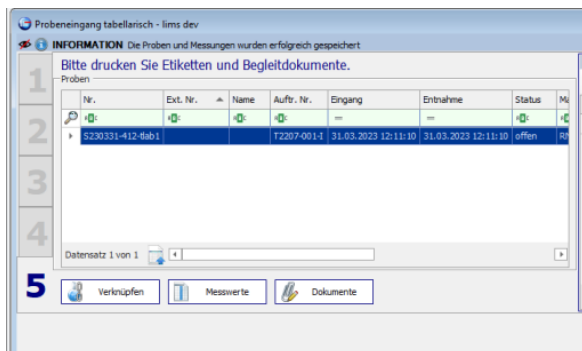 Probeneingang tabellarisch - lims dev
INFORMATION Die Proben und Messungen wurden erfolgreich gespeichert
Bitte drucken Sie Etiketten und Begleitdokumente.
Proben
Nr. Ext. Nr. Name Auftr. Nr. Eingang Entnahme Status
= =
S230331-412-tlab1 T2207-001-I 31.03.2023 12:11:10 31.03.2023 12:11:10 offen
1
2
3
4
Datensatz 1 von 1
5
Verknüpfen Messwerte Dokumente